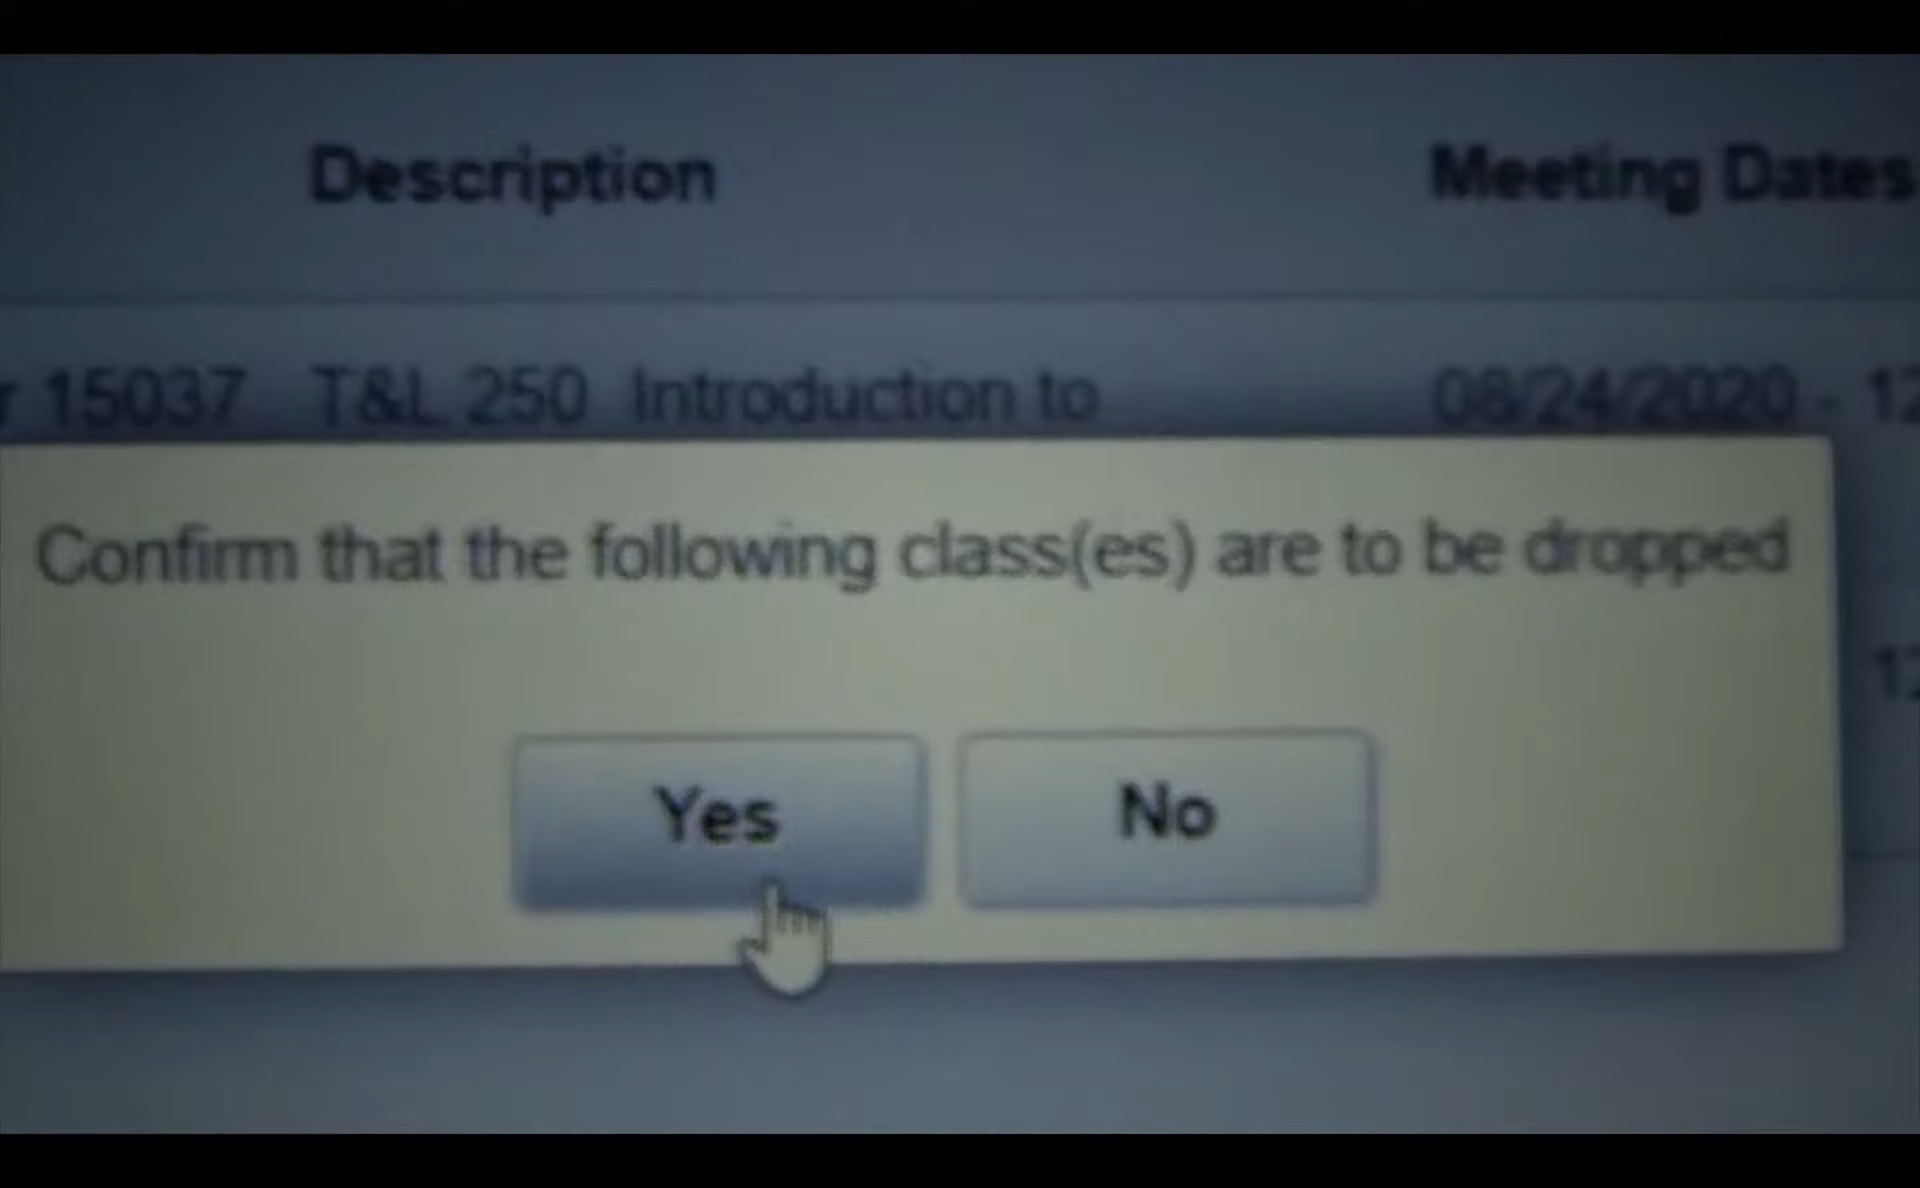 Description Meeting Dates
r 15037 T&L 250 Introduction to 08/24/2020 - 12
Confirm that the following class(es) are to be dropped
12
Yes No